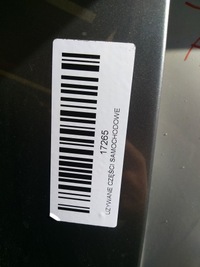 17265
UŻYWANE CZĘŚCI SAMOCHODOWE